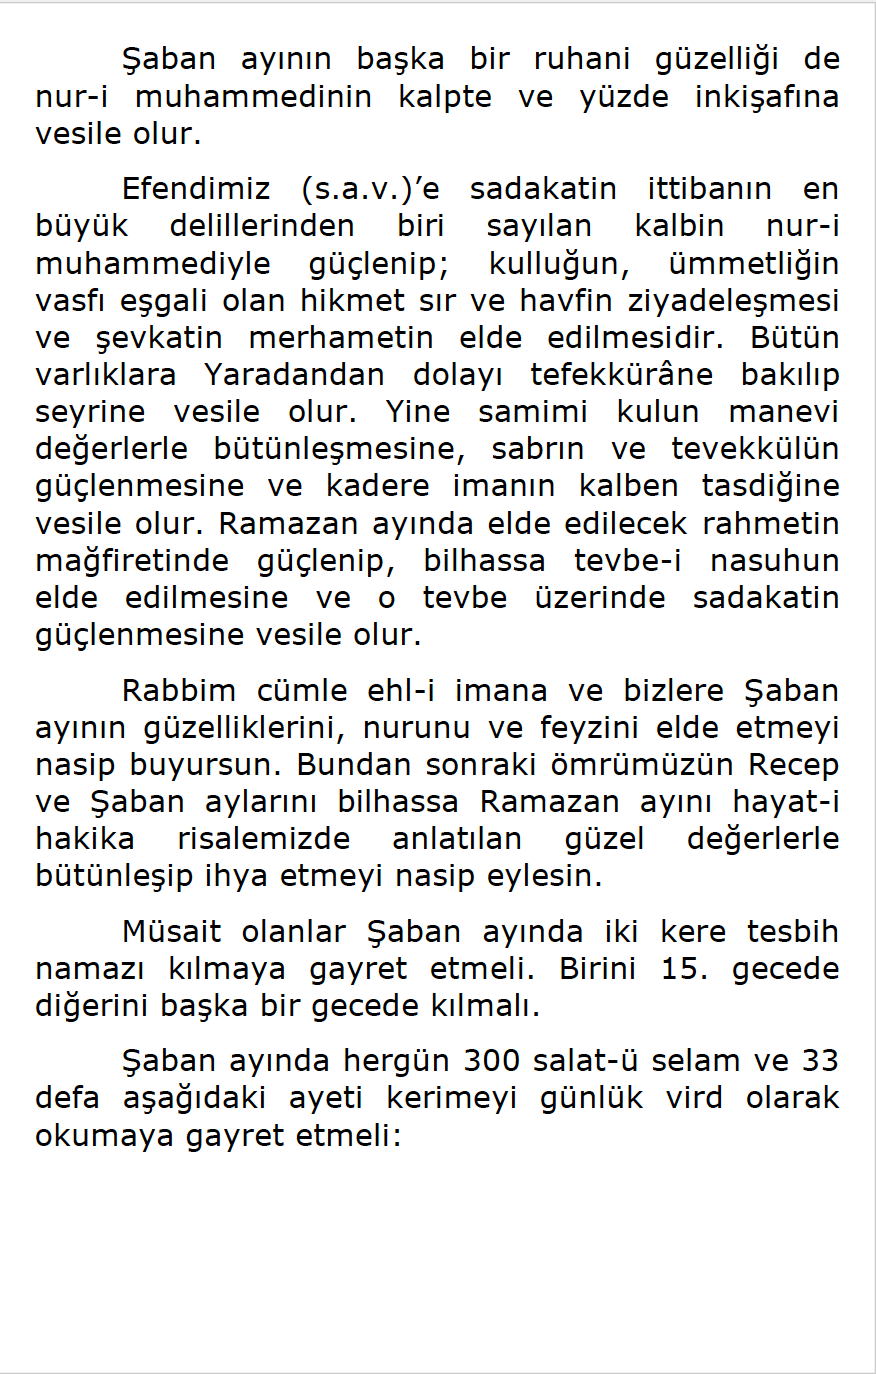 Şaban ayının başka bir ruhani güzelliği de
nur-i muhammedinin kalpte ve yüzde inkişafına
vesile olur.
Efendimiz (s.a.v.)’e sadakatin ittibanın en
büyük delillerinden biri sayılan kalbin nur-i
muhammediyle güçlenip; kulluğun, ümmetliğin
vasfı eşgali olan hikmet sır ve havfin ziyadeleşmesi
ve şevkatin merhametin elde edilmesidir. Bütün
varlıklara Yaradandan dolayı tefekkürâne bakılıp
seyrine vesile olur. Yine samimi kulun manevi
değerlerle bütünleşmesine, sabrın ve tevekkülün
güçlenmesine ve kadere imanın kalben tasdiğine
vesile olur. Ramazan ayında elde edilecek rahmetin
mağfiretinde güçlenip, bilhassa tevbe-i nasuhun
elde edilmesine ve o tevbe üzerinde sadakatin
güçlenmesine vesile olur.
Rabbim cümle ehl-i imana ve bizlere Şaban
ayının güzelliklerini, nurunu ve feyzini elde etmeyi
nasip buyursun. Bundan sonraki ömrümüzün Recep
ve Şaban aylarını bilhassa Ramazan ayını hayat-i
hakika risalemizde anlatılan güzel değerlerle
bütünleşip ihya etmeyi nasip eylesin.
Müsait olanlar Şaban ayında iki kere tesbih
namazı kılmaya gayret etmeli. Birini 15. gecede
diğerini başka bir gecede kılmalı.
Şaban ayında hergün 300 salat-ü selam ve 33
defa aşağıdaki ayeti kerimeyi günlük vird olarak
okumaya gayret etmeli: